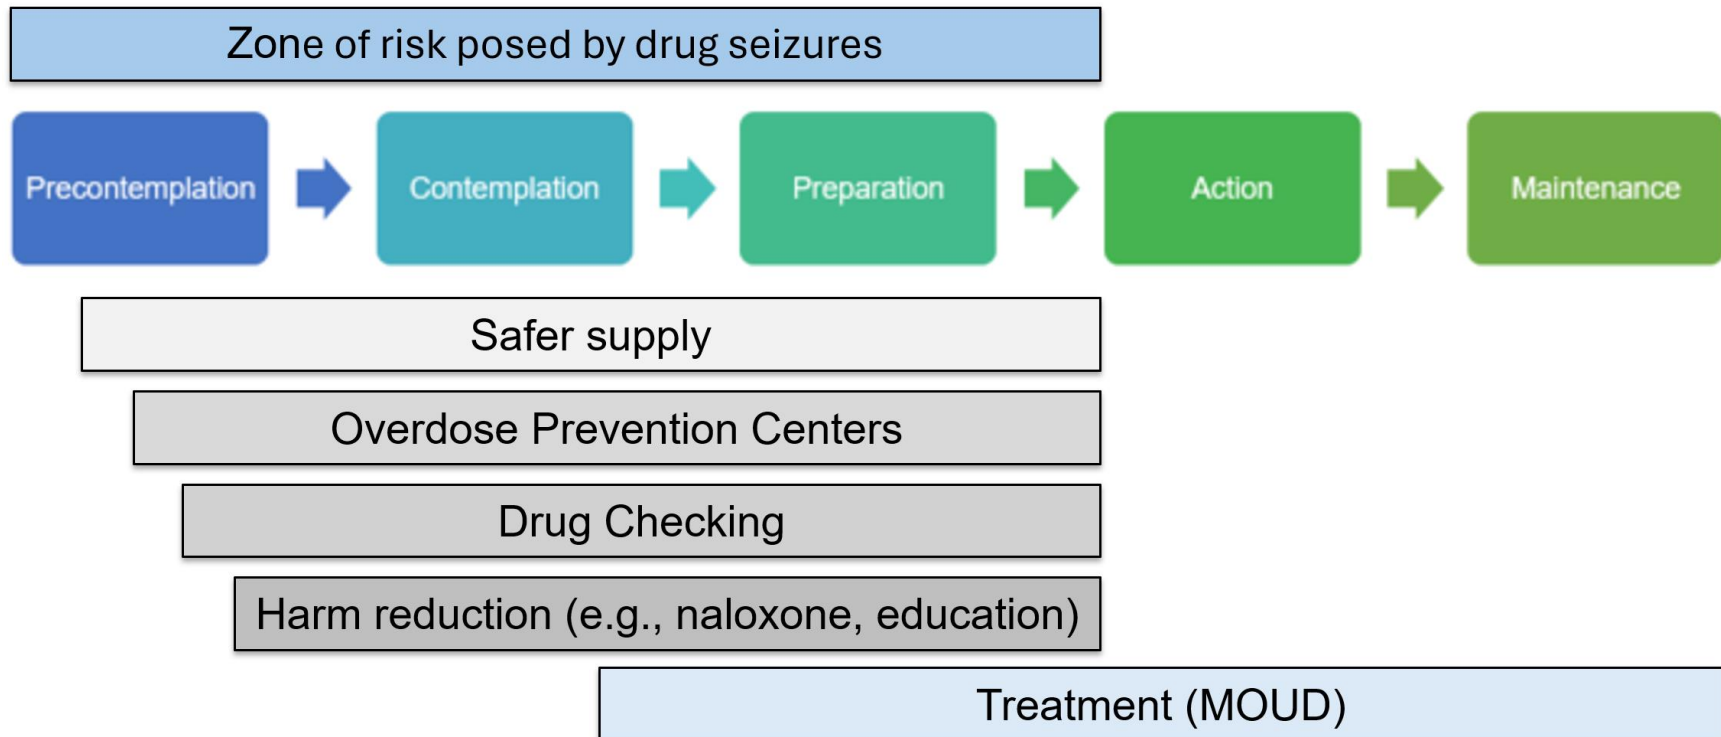 Zone of risk posed by drug seizures
Precontemplation
Contemplation
Preparation
Action
Maintenance
Safer supply
Overdose Prevention Centers
Drug Checking
Harm reduction (e.g., naloxone, education)
Treatment (MOUD)